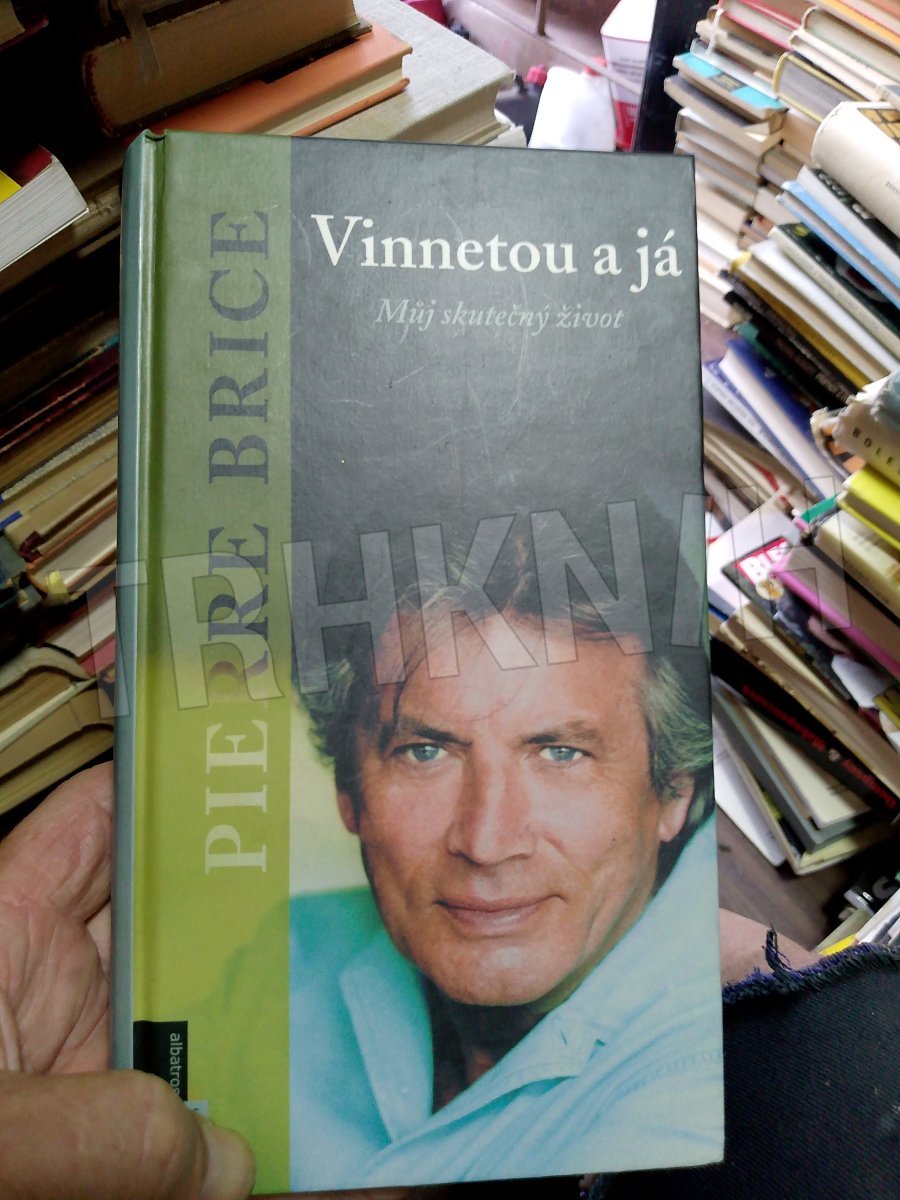 Vinnetou a já
Můj skutečný život
PIERRE BRICE
TRHKNIH
albatros